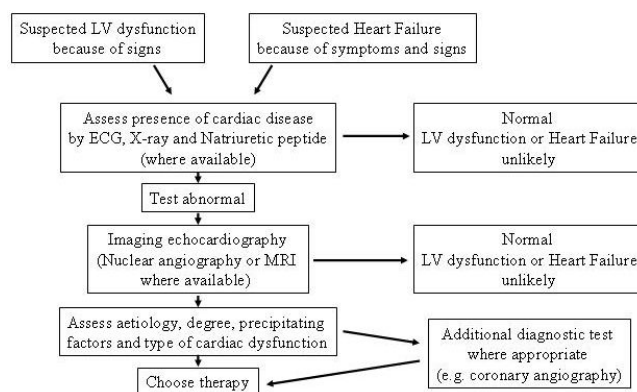 Suspected LV dysfunction
because of signs
Suspected Heart Failure
because of symptoms and signs
Assess presence of cardiac disease
by ECG, X-ray and Natriuretic peptide
(where available)
Normal
LV dysfunction or Heart Failure
unlikely
Test abnormal
Imaging echocardiography
(Nuclear angiography or MRI
where available)
Normal
LV dysfunction or Heart Failure
unlikely
Assess aetiology, degree, precipitating
factors and type of cardiac dysfunction
Additional diagnostic test
where appropriate
(e.g. coronary angiography)
Choose therapy